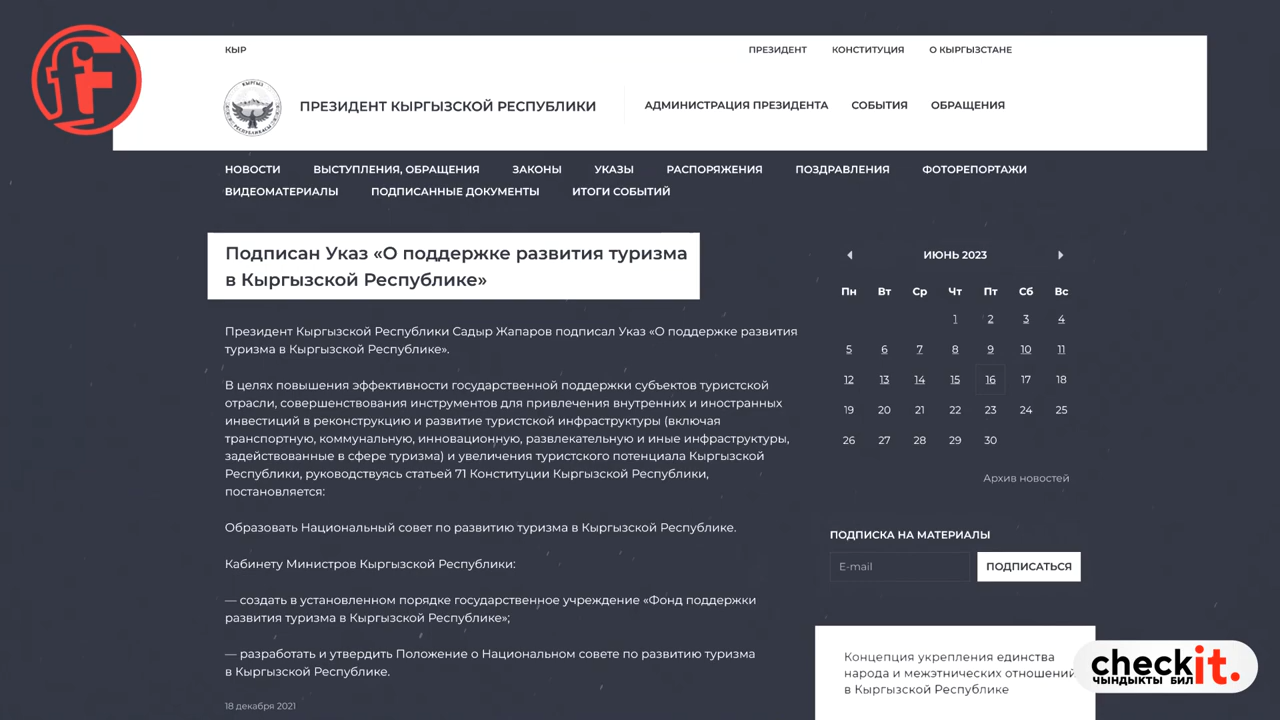 fF
КЫР
ПРЕЗИДЕНТ КОНСТИТУЦИЯ О КЫРГЫЗСТАНЕ
КЫРГЫЗ
РЕСПУБЛИКАСЫ
ПРЕЗИДЕНТ КЫРГЫЗСКОЙ РЕСПУБЛИКИ
АДМИНИСТРАЦИЯ ПРЕЗИДЕНТА СОБЫТИЯ ОБРАЩЕНИЯ
НОВОСТИ ВЫСТУПЛЕНИЯ, ОБРАЩЕНИЯ ЗАКОНЫ УКАЗЫ РАСПОРЯЖЕНИЯ ПОЗДРАВЛЕНИЯ ФОТОРЕПОРТАЖИ
ВИДЕОМАТЕРИАЛЫ ПОДПИСАННЫЕ ДОКУМЕНТЫ ИТОГИ СОБЫТИЙ
Подписан Указ «О поддержке развития туризма
в Кыргызской Республике»
Президент Кыргызской Республики Садыр Жапаров подписал Указ «О поддержке развития
туризма в Кыргызской Республике».
В целях повышения эффективности государственной поддержки субъектов туристской
отрасли, совершенствования инструментов для привлечения внутренних и иностранных
инвестиций в реконструкцию и развитие туристской инфраструктуры (включая
транспортную, коммунальную, инновационную, развлекательную и иные инфраструктуры,
задействованные в сфере туризма) и увеличения туристского потенциала Кыргызской
Республики, руководствуясь статьей 71 Конституции Кыргызской Республики,
постановляется:
Образовать Национальный совет по развитию туризма в Кыргызской Республике.
Кабинету Министров Кыргызской Республики:
— создать в установленном порядке государственное учреждение «Фонд поддержки
развития туризма в Кыргызской Республике»;
— разработать и утвердить Положение о Национальном совете по развитию туризма
в Кыргызской Республике.
18 декабря 2021
ИЮНЬ 2023
Пн Вт Ср Чт Пт Сб Вс
1 2 3 4
5 6 7 8 9 10 11
12 13 14 15 16 17 18
19 20 21 22 23 24 25
26 27 28 29 30
Архив новостей
ПОДПИСКА НА МАТЕРИАЛЫ
E-mail ПОДПИСАТЬСЯ
Концепция укрепления единства
народа и межэтнических отношений
в Кыргызской Республике
checkit.
ЧЫНДЫКТЫ БИЛ